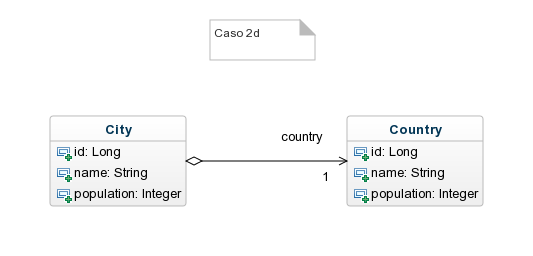 Caso 2d
City
id: Long
name: String
population: Integer
country
1
Country
id: Long
name: String
population: Integer